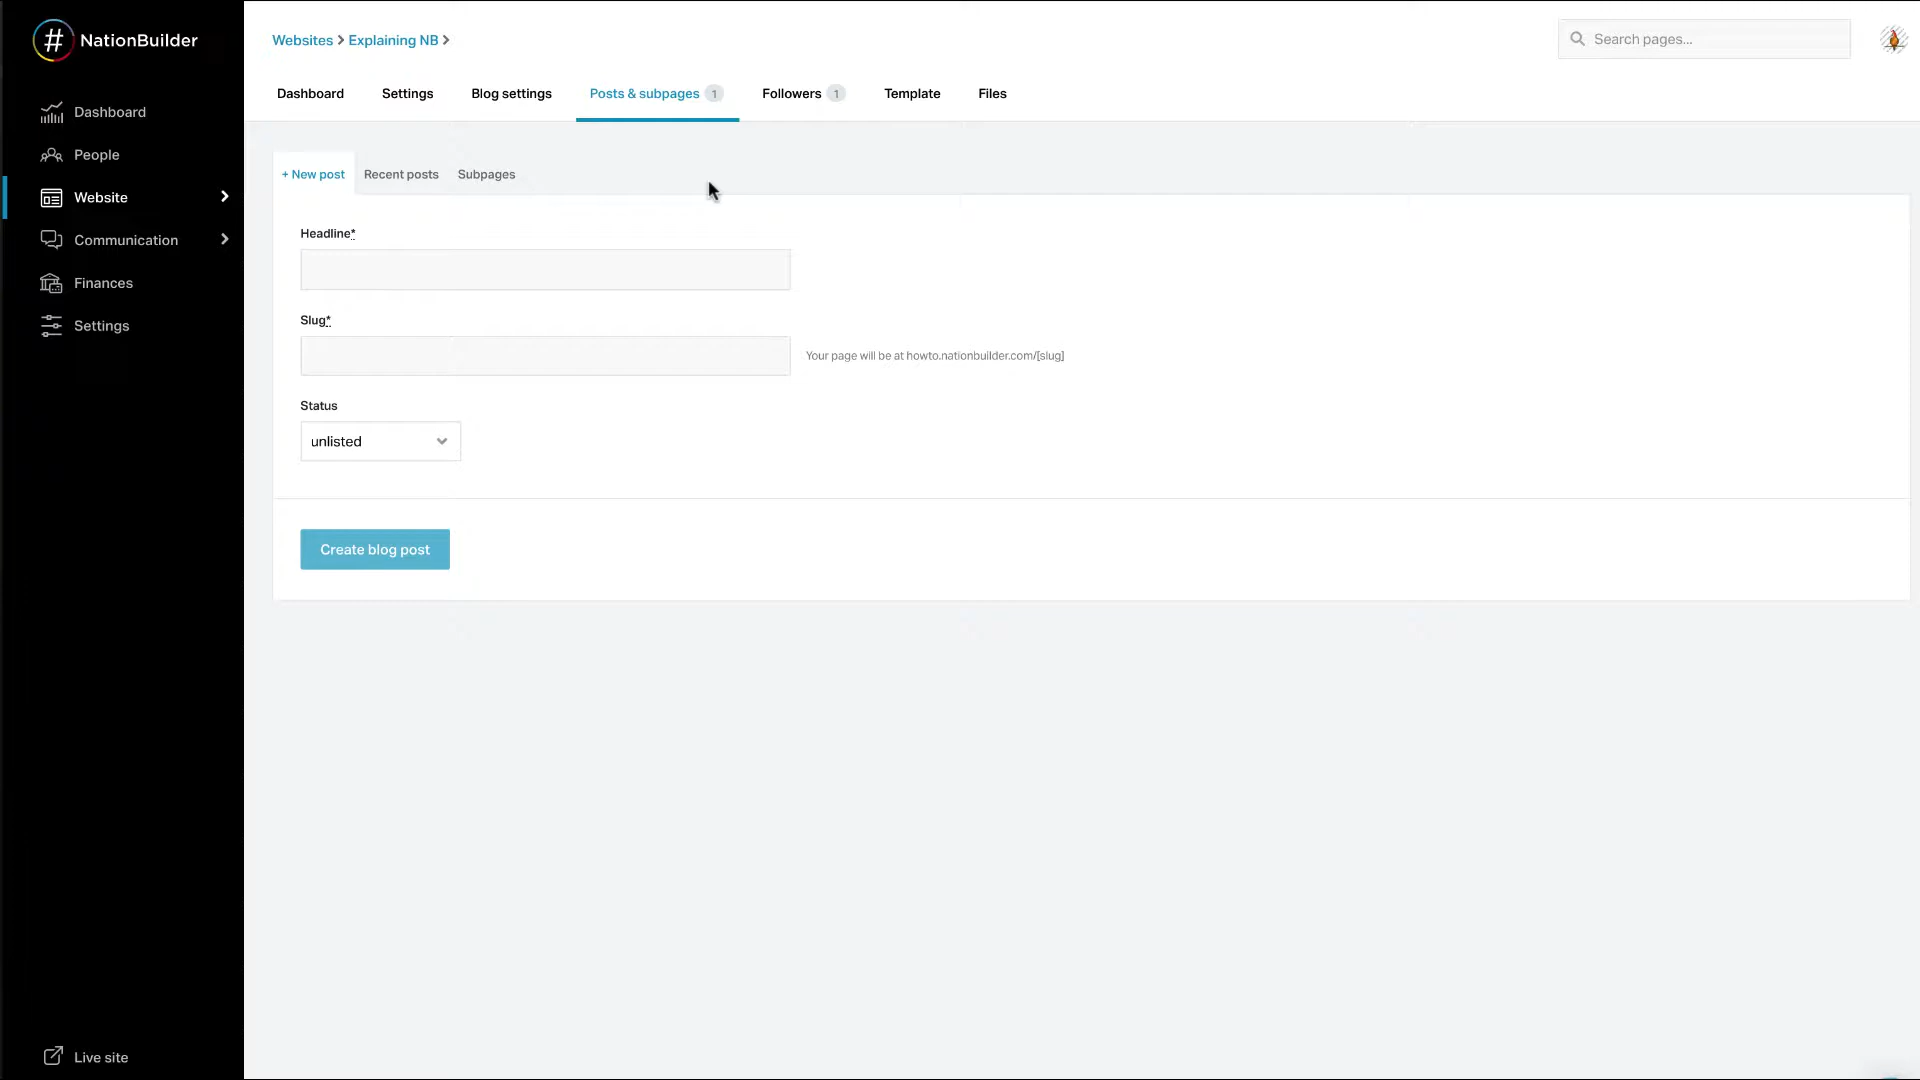 # NationBuilder
Dashboard
People
Website
Communication
Finances
Settings
Live site
Websites > Explaining NB >
Search pages...
Dashboard Settings Blog settings Posts & subpages 1 Followers 1 Template Files
+ New post Recent posts Subpages
Headline*
Slug*
Your page will be at howto.nationbuilder.com/[slug]
Status
unlisted
Create blog post